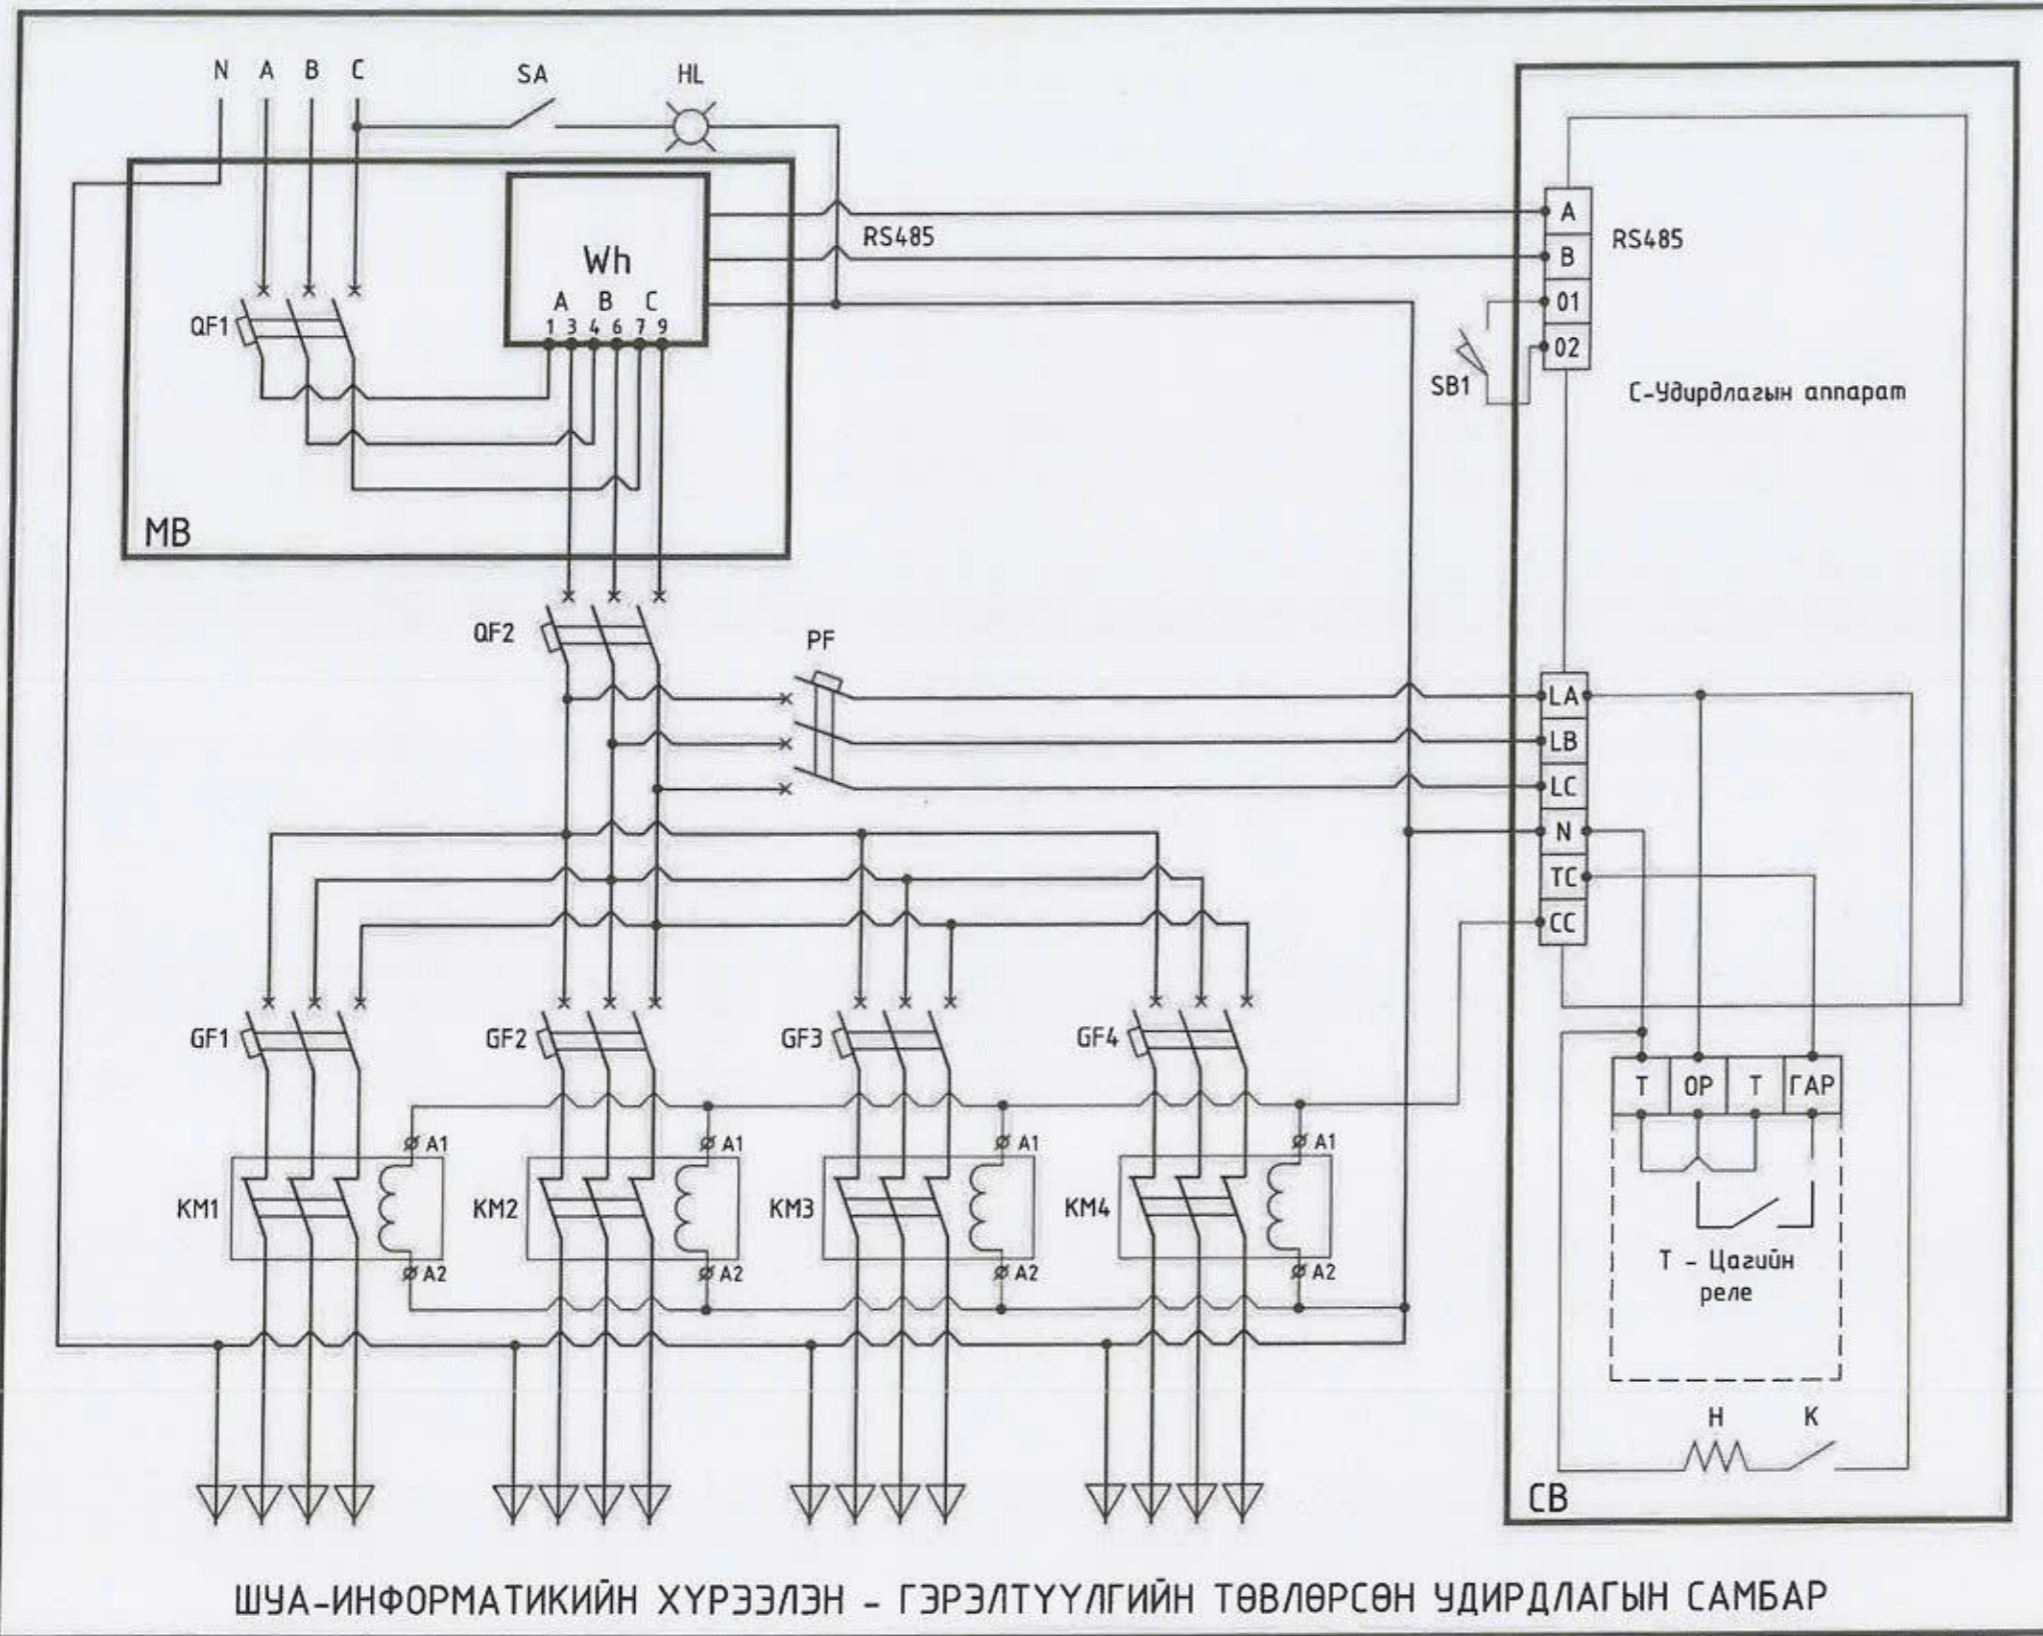 N A B C SA HL
RS485
Wh
A B C
1 3 4 6 7 9
QF1
MB
A
B
01
02
RS485
SB1
С-Удирдлагын аппарат
QF2
PF
LA
LB
LC
N
TC
CC
GF1 GF2 GF3 GF4
A1 A1 A1 A1
KM1 KM2 KM3 KM4
A2 A2 A2 A2
Т ОР Т ГАР
Т - Цагийн
реле
Н К
CB
ШУА-ИНФОРМАТИКИЙН ХҮРЭЭЛЭН - ГЭРЭЛТҮҮЛГИЙН ТӨВЛӨРСӨН УДИРДЛАГЫН САМБАР